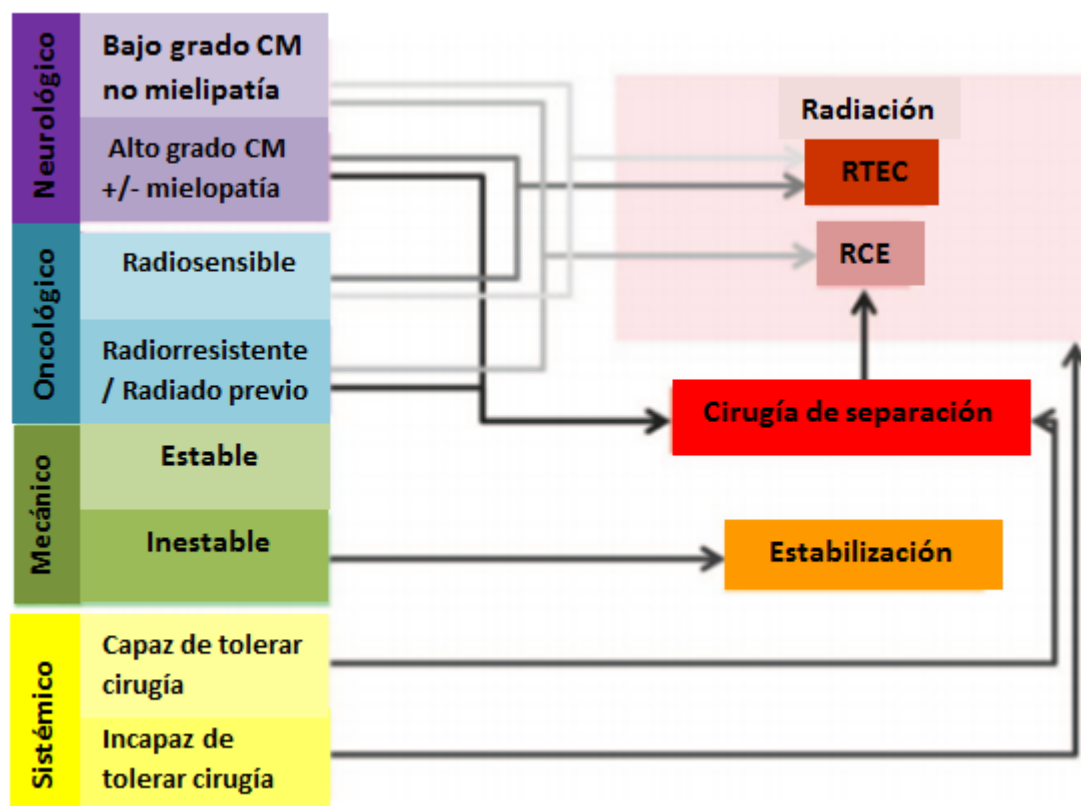 Neurológico
Bajo grado CM
no mielipatía
Alto grado CM
+/- mielopatía
Oncológico
Radiosensible
Radiorresistente
/ Radiado previo
Mecánico
Estable
Inestable
Sistémico
Capaz de tolerar
cirugía
Incapaz de
tolerar cirugía
Radiación
RTEC
RCE
Cirugía de separación
Estabilización